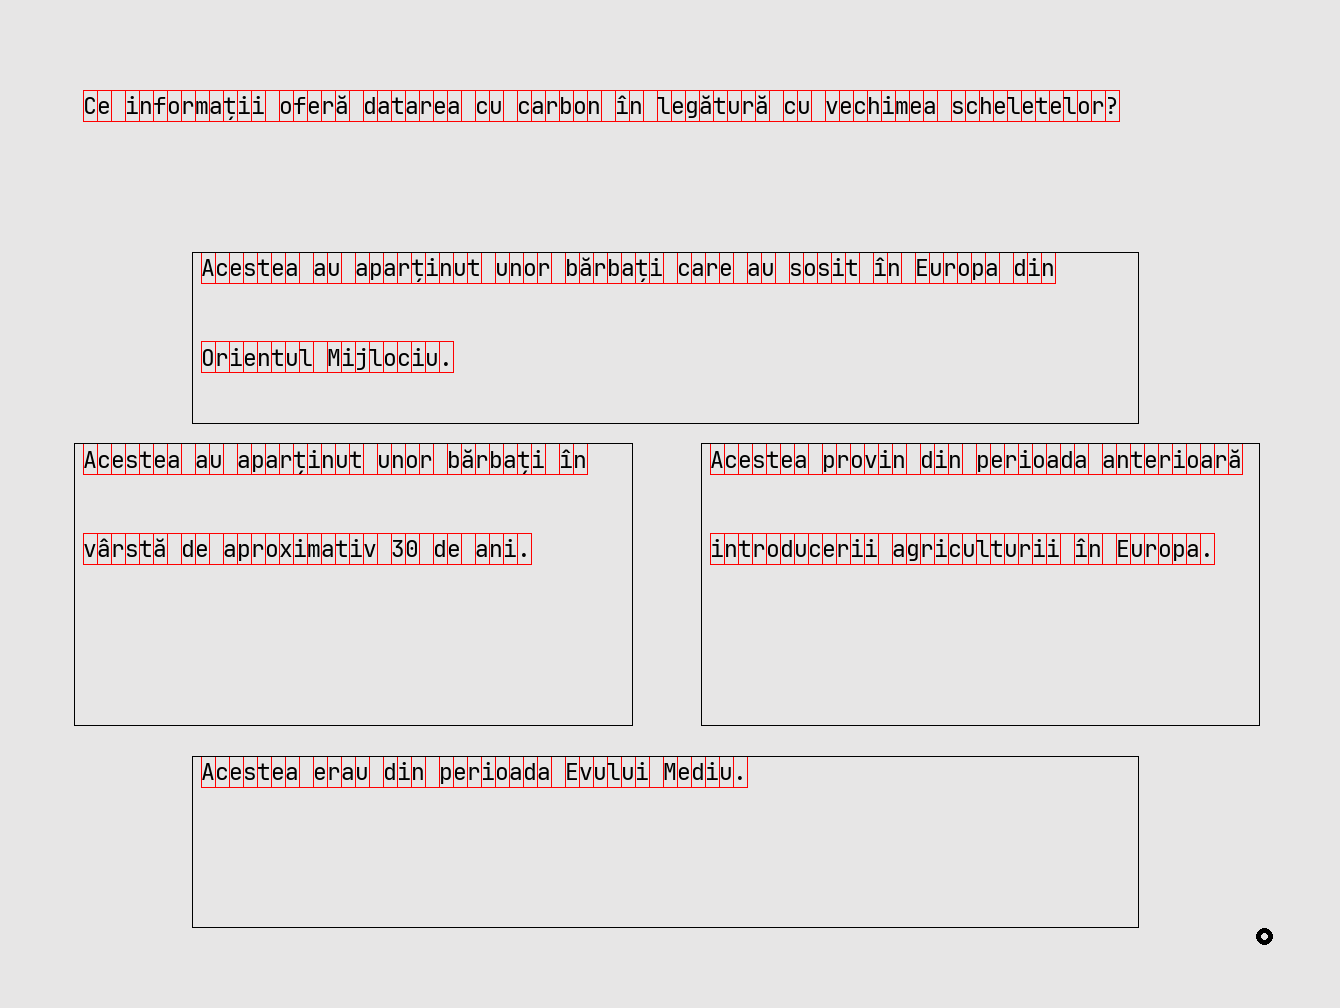 Ce informații oferă datarea cu carbon în legătură cu vechimea scheletelor?
Acestea au aparținut unor bărbați care au sosit în Europa din
Orientul Mijlociu.
Acestea au aparținut unor bărbați în
vârstă de aproximativ 30 de ani.
Acestea provin din perioada anterioară
introducerii agriculturii în Europa.
Acestea erau din perioada Evului Mediu.